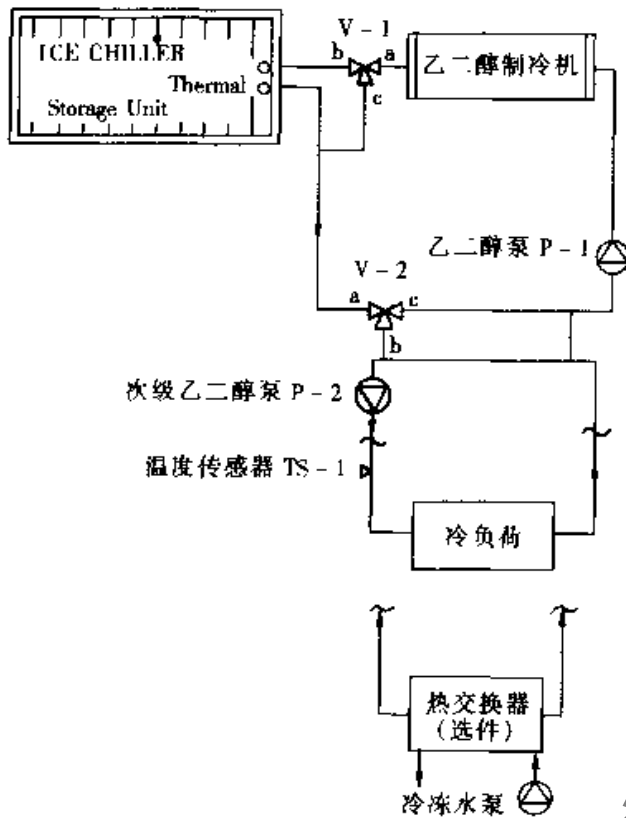 V-1
ICE CHILLER
b
a
乙二醇制冷机
Thermal
c
Storage Unit
乙二醇泵 P-1
V-2
a
c
b
次级乙二醇泵 P-2
温度传感器 TS-1
冷负荷
热交换器
(选件)
冷冻水泵